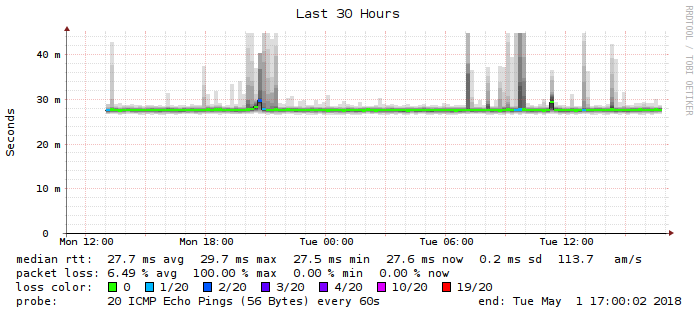 Last 30 Hours
RRDTOOL / TOBI OETIKER
Seconds
40 m
30 m
20 m
10 m
0
Mon 12:00 Mon 18:00 Tue 00:00 Tue 06:00 Tue 12:00
median rtt: 27.7 ms avg 29.7 ms max 27.5 ms min 27.6 ms now 0.2 ms sd 113.7 am/s
packet loss: 6.49 % avg 100.00 % max 0.00 % min 0.00 % now
loss color: 0 1/20 2/20 3/20 4/20 10/20 19/20
probe: 20 ICMP Echo Pings (56 Bytes) every 60s end: Tue May 1 17:00:02 2018